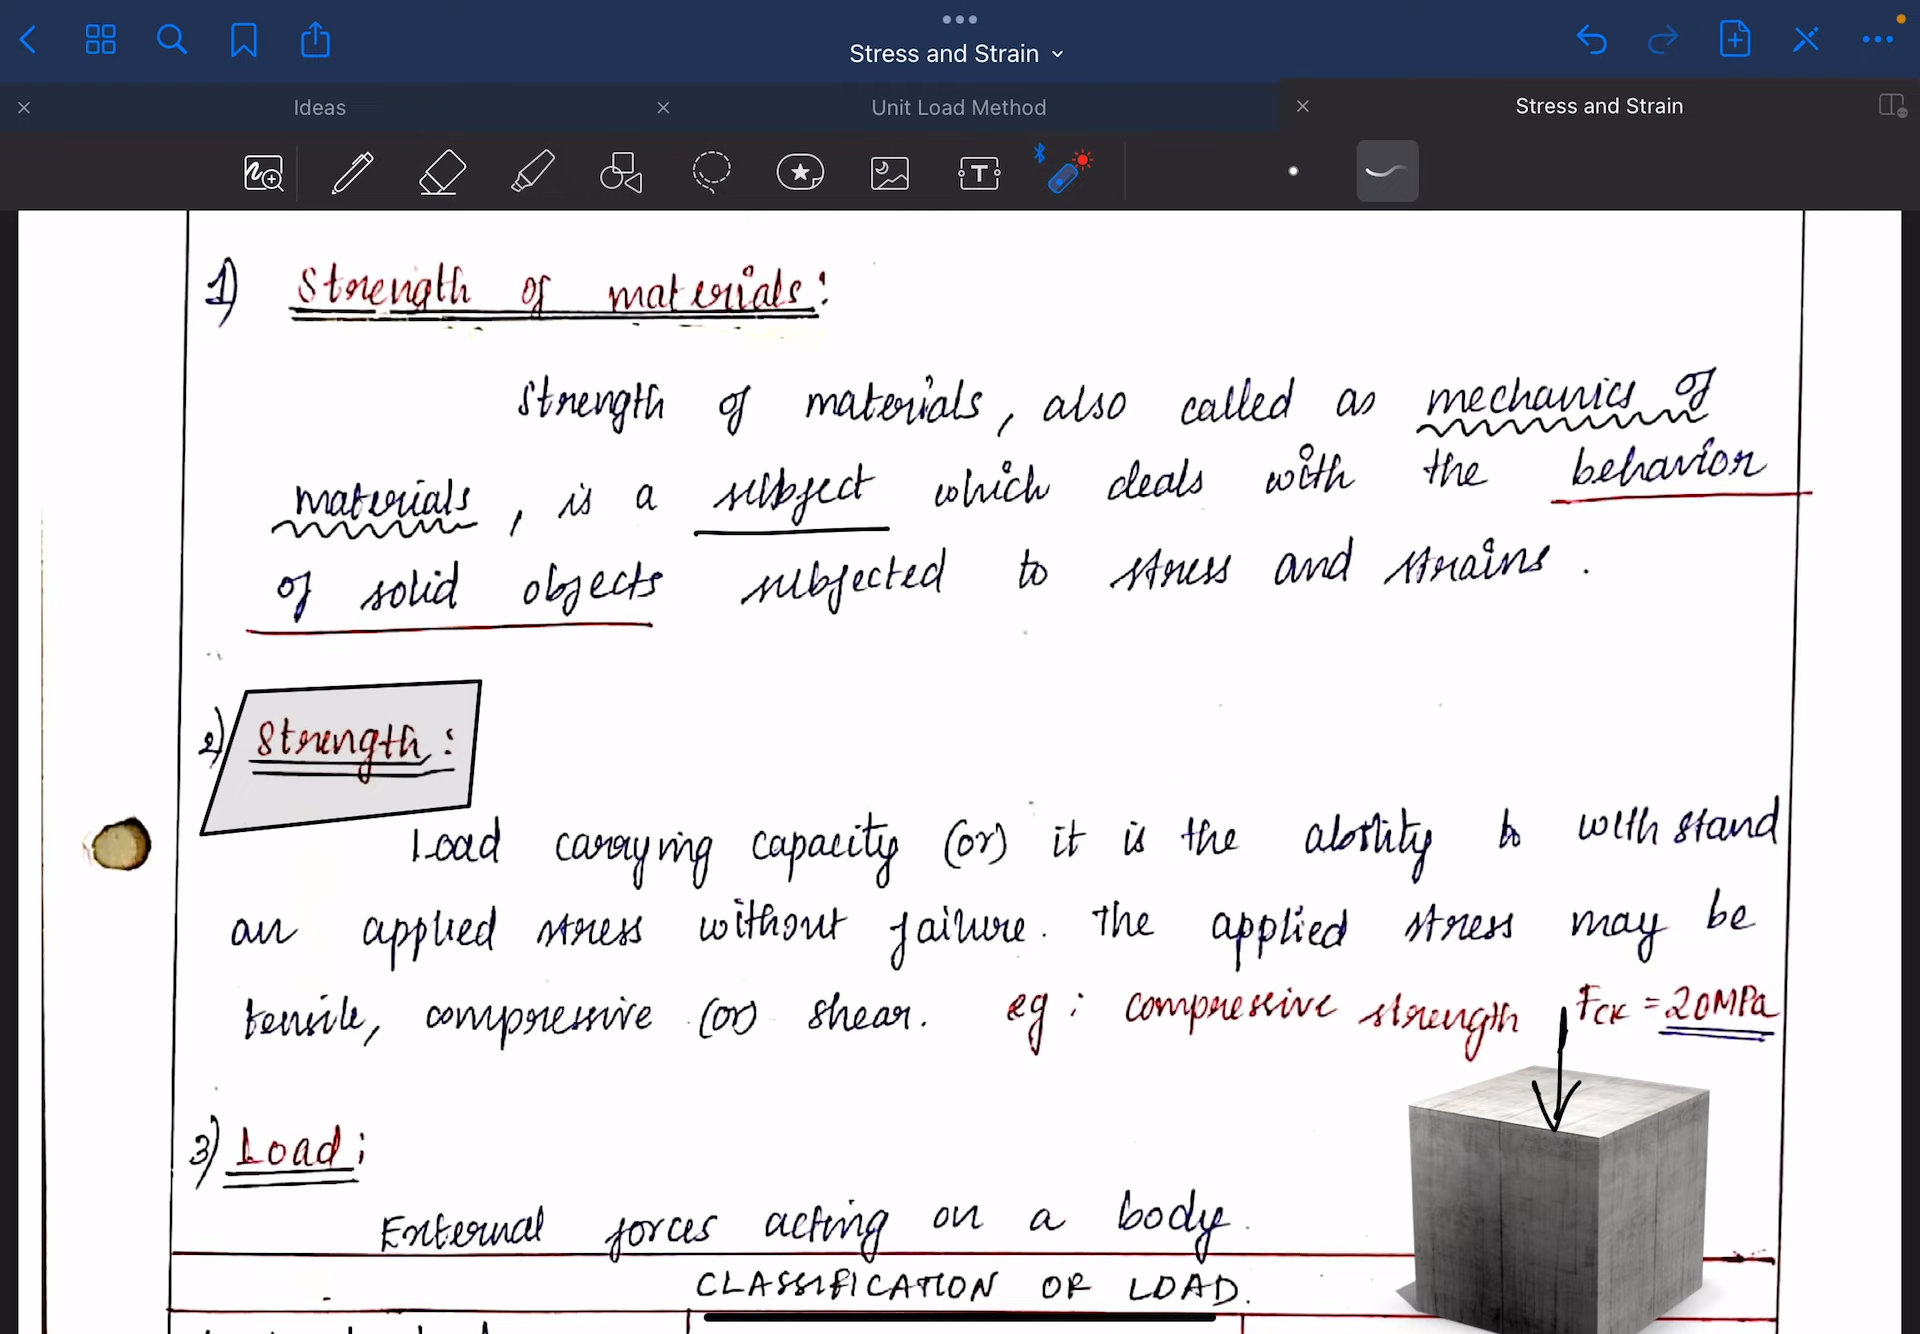 Stress and Strain
Ideas
Unit Load Method
Stress and Strain
1) Strength of materials:
Strength of materials, also called as mechanics of
materials, is a subject which deals with the behavior
of solid objects subjected to stress and strains.
2) Strength:
Load carrying capacity (or) it is the ability to withstand
an applied stress without failure. The applied stress may be
tensile, compressive (or) shear. eg: compressive strength Fck = 20MPa
3) Load:
External forces acting on a body.
CLASSIFICATION OF LOAD.